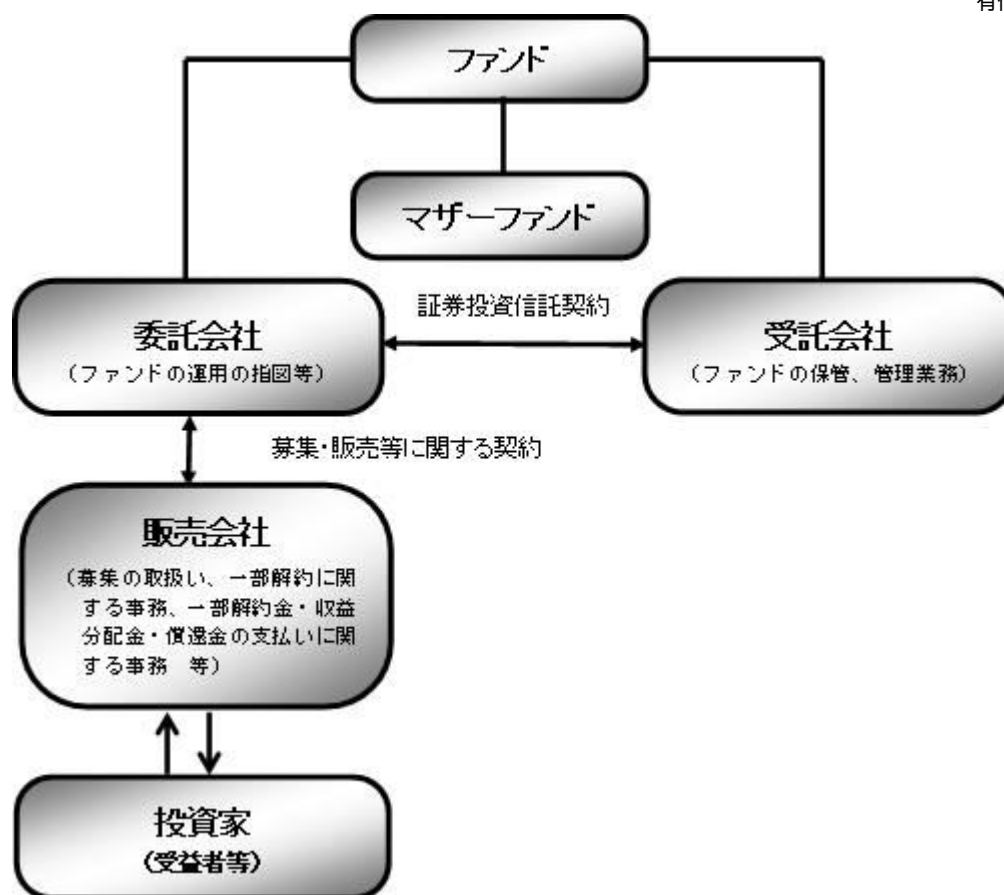 ファンド
マザーファンド
証券投資信託契約
委託会社
（ファンドの運用の指図等）
受託会社
（ファンドの保管、管理業務）
募集・販売等に関する契約
販売会社
（募集の取扱い、一部解約に関
する事務、一部解約金・収益
分配金・償還金の支払いに関
する事務　等）
投資家
（受益者等）